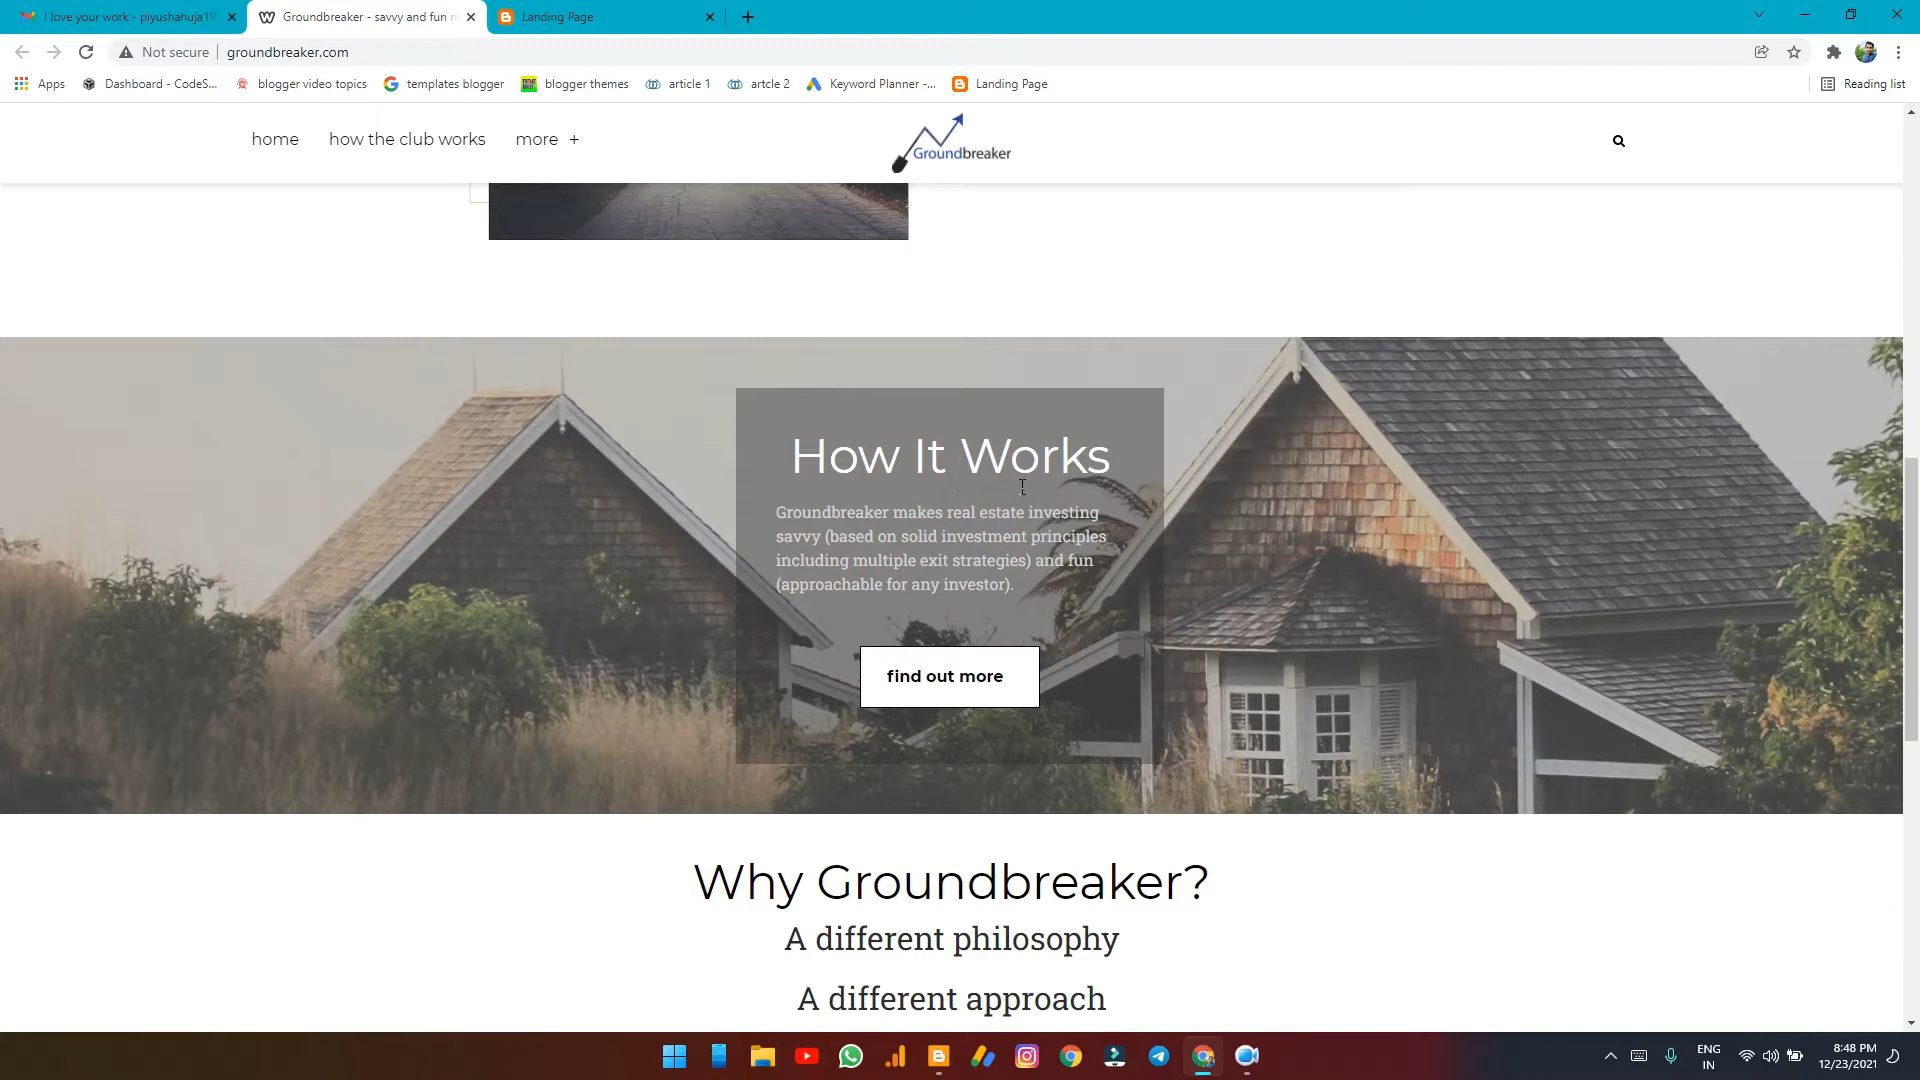 I love your work - piyushahuja19
Groundbreaker - savvy and fun re
Landing Page
Not secure
groundbreaker.com
Apps
Dashboard - CodeS...
blogger video topics
templates blogger
blogger themes
article 1
artcle 2
Keyword Planner -...
Landing Page
Reading list
home
how the club works
more +
Groundbreaker
How It Works
Groundbreaker makes real estate investing
savvy (based on solid investment principles
including multiple exit strategies) and fun
(approachable for any investor).
find out more
Why Groundbreaker?
A different philosophy
A different approach
ENG
IN
8:48 PM
12/23/2021